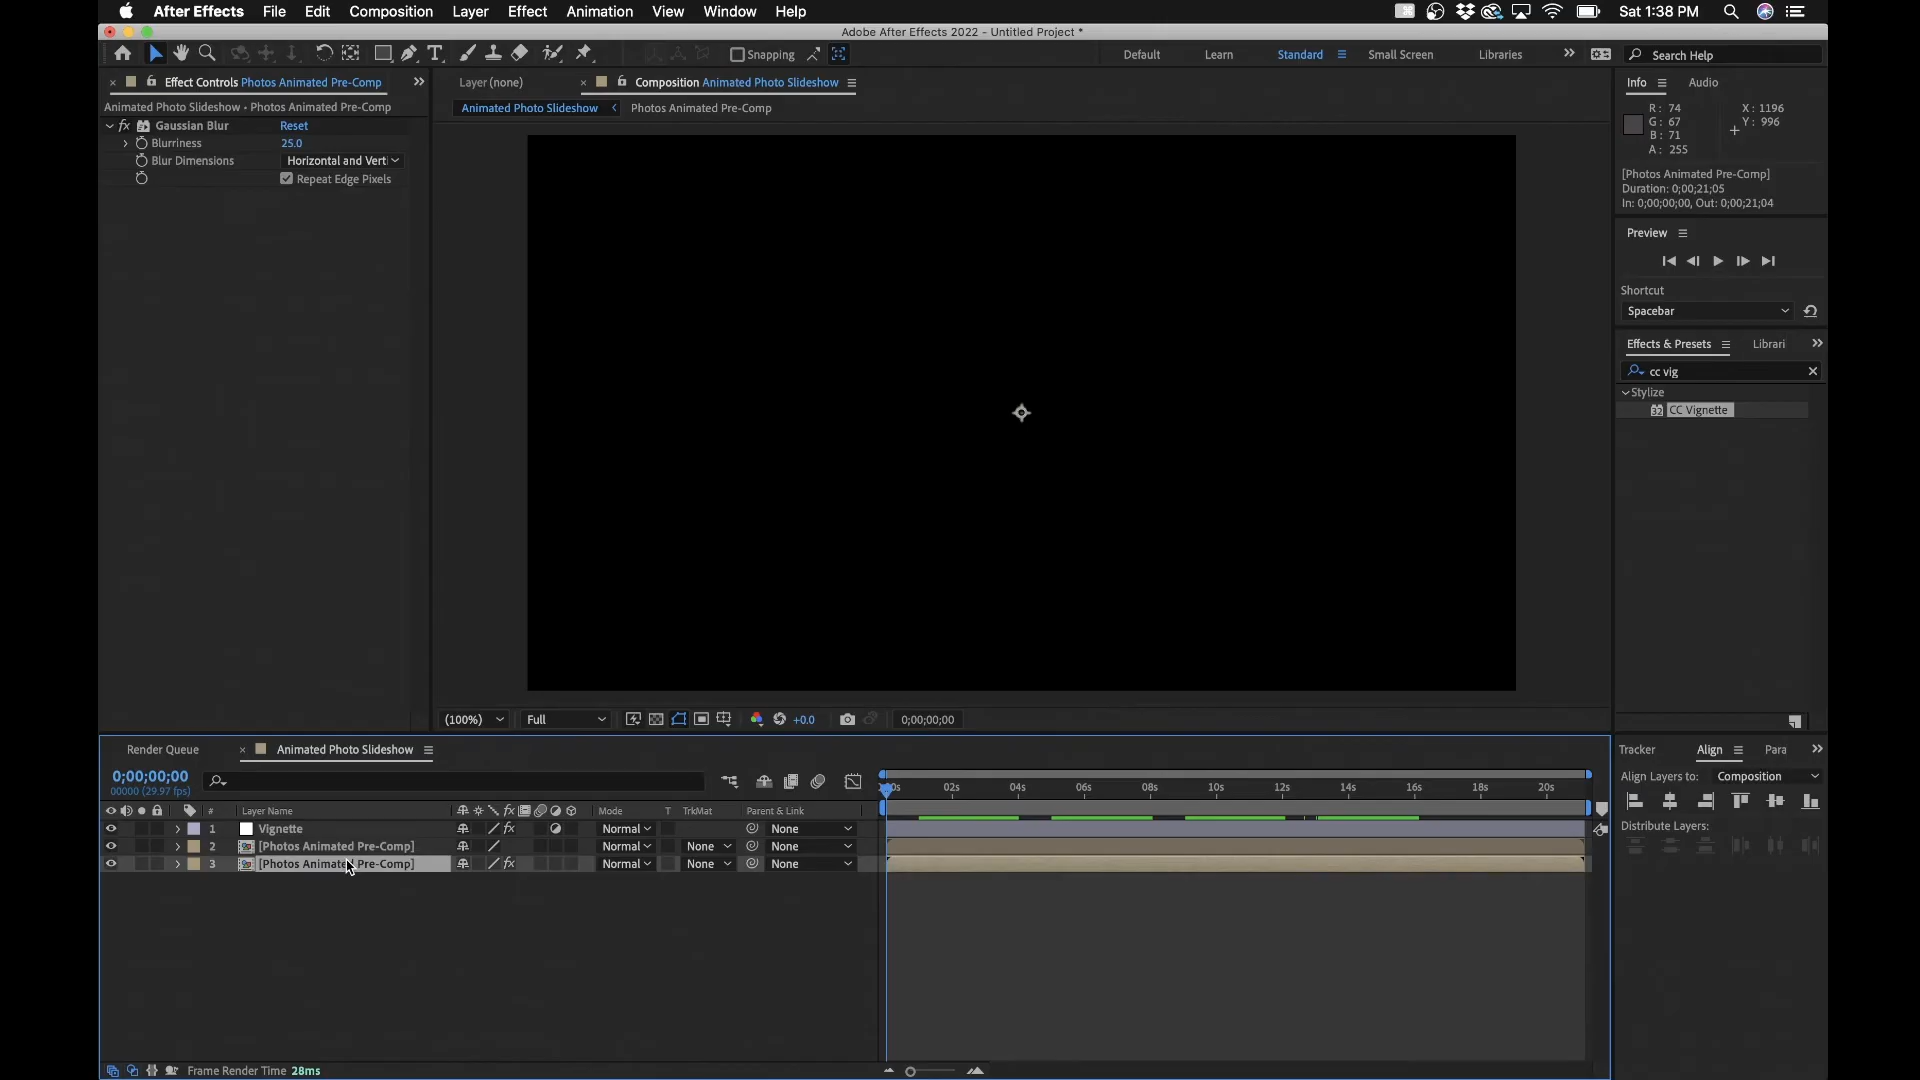 After Effects File Edit Composition Layer Effect Animation View Window Help Sat 1:38 PM
Adobe After Effects 2022 - Untitled Project *
Snapping Default Learn Standard Small Screen Libraries Search Help
Effect Controls Photos Animated Pre-Comp
Layer (none)
Composition Animated Photo Slideshow
Info Audio
Animated Photo Slideshow • Photos Animated Pre-Comp
Animated Photo Slideshow Photos Animated Pre-Comp
fx Gaussian Blur Reset
Blurriness 25.0
Blur Dimensions Horizontal and Verti
Repeat Edge Pixels
R: 74 X: 1196
G: 67 Y: 996
B: 71
A: 255
[Photos Animated Pre-Comp]
Duration: 0;00;21;05
In: 0;00;00;00, Out: 0;00;21;04
Preview
Shortcut
Spacebar
Effects & Presets Librari
cc vig
Stylize
32 CC Vignette
(100%) Full +0.0 0;00;00;00
Render Queue Animated Photo Slideshow
Tracker Align Para
0;00;00;00
00000 (29.97 fps)
Align Layers to: Composition
Distribute Layers:
02s 04s 06s 08s 10s 12s 14s 16s 18s 20s
# Layer Name fx Mode T TrkMat Parent & Link
1 Vignette fx Normal None
2 [Photos Animated Pre-Comp] Normal None None
3 [Photos Animated Pre-Comp] fx Normal None None
Frame Render Time 28ms